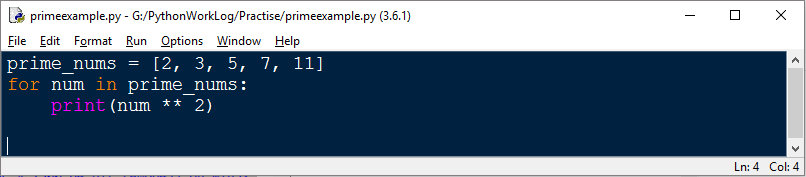 primeexample.py - G:/PythonWorkLog/Practise/primeexample.py (3.6.1)
File Edit Format Run Options Window Help
prime_nums = [2, 3, 5, 7, 11]
for num in prime_nums:
    print(num ** 2)
Ln: 4 Col: 4